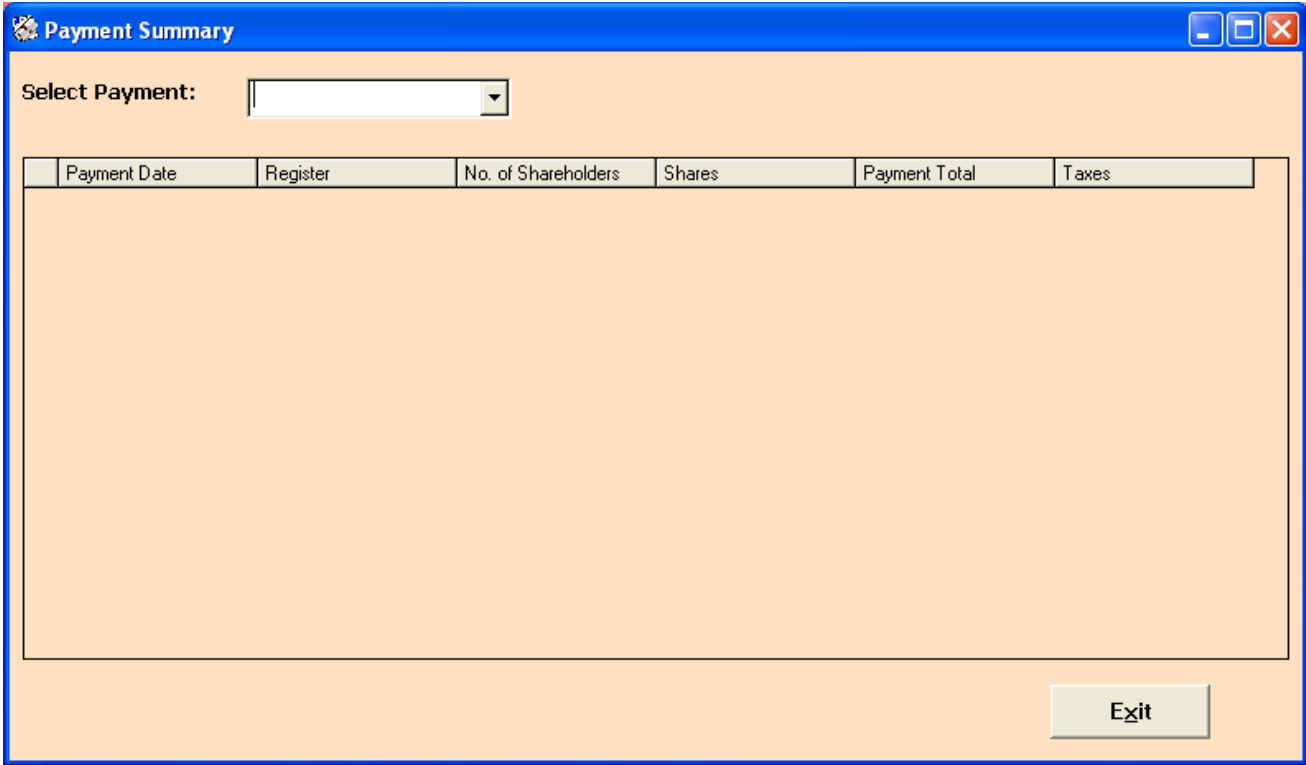 Payment Summary
Select Payment:
Payment Date Register No. of Shareholders Shares Payment Total Taxes
Exit